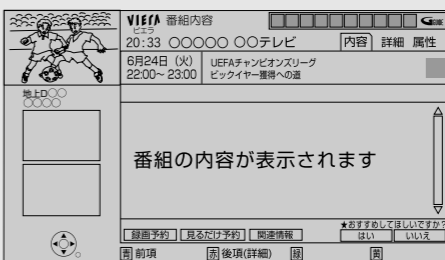 VIErA 番組内容
ビエラ
GUIDE
20:33 ○○○○○ ○○テレビ
内容 詳細 属性
6月24日（火） UEFAチャンピオンズリーグ
22:00~ 23:00 ビックイヤー獲得への道
地上D○○
○○○○
番組の内容が表示されます
★おすすめしてほしいですか？
録画予約 見るだけ予約 関連情報 はい いいえ
青 前項 赤 後項(詳細) 緑 黄